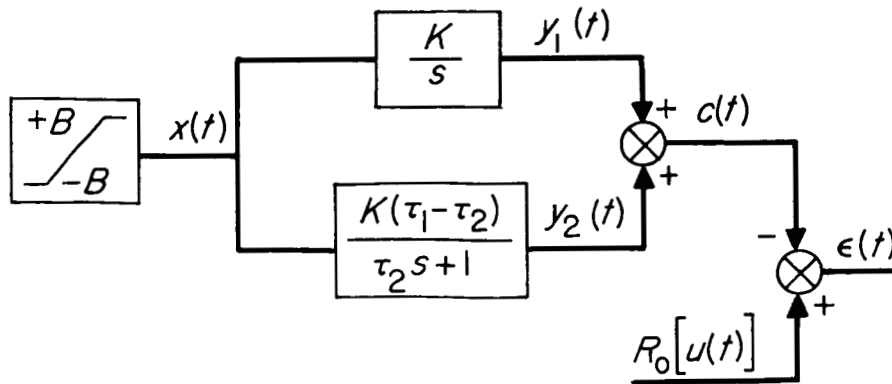 K
s
y₁(t)
+B
-B
x(t)
+
+
c(t)
K(τ₁-τ₂)
τ₂s+1
y₂(t)
-
+
ϵ(t)
R₀[u(t)]